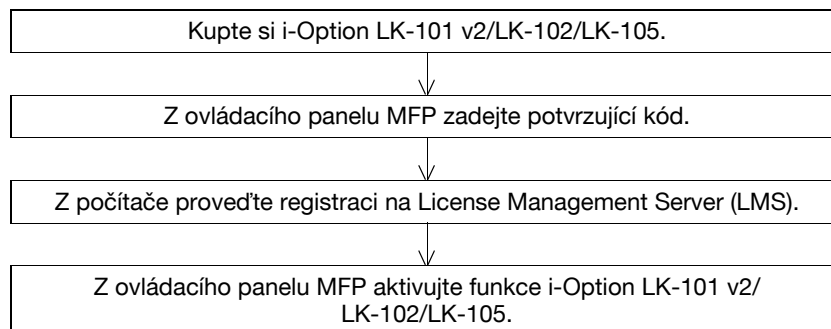 Kupte si i-Option LK-101 v2/LK-102/LK-105.
Z ovládacího panelu MFP zadejte potvrzující kód.
Z počítače proveďte registraci na License Management Server (LMS).
Z ovládacího panelu MFP aktivujte funkce i-Option LK-101 v2/
LK-102/LK-105.